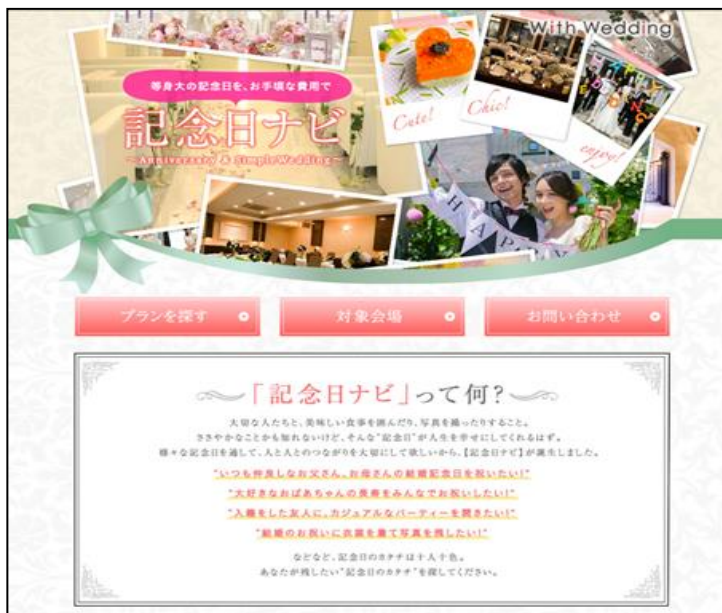 With Wedding
等身大の記念日を、お手頃な費用で
記念日ナビ
～Anniversary & SimpleWedding～
Cute!
Chic!
enjoy!
HAPPY
プランを探す
対象会場
お問い合わせ
「記念日ナビ」って何?
大切な人たちと、美味しい食事を囲んだり、写真を撮ったりすること。
ささやかなことかも知れないけど、そんな"記念日"が人生を幸せにしてくれるはず。
様々な記念日を通して、人と人とのつながりを大切にして欲しいから、【記念日ナビ】が誕生しました。
"いつも仲良しなお父さん、お母さんの結婚記念日を祝いたい!"
"大好きなおばあちゃんの長寿をみんなでお祝いしたい!"
"入籍をした友人に、カジュアルなパーティーを開きたい!"
"結婚のお祝いに衣装を着て写真を残したい!"
などなど、記念日のカタチは十人十色。
あなたが残したい"記念日のカタチ"を探してください。